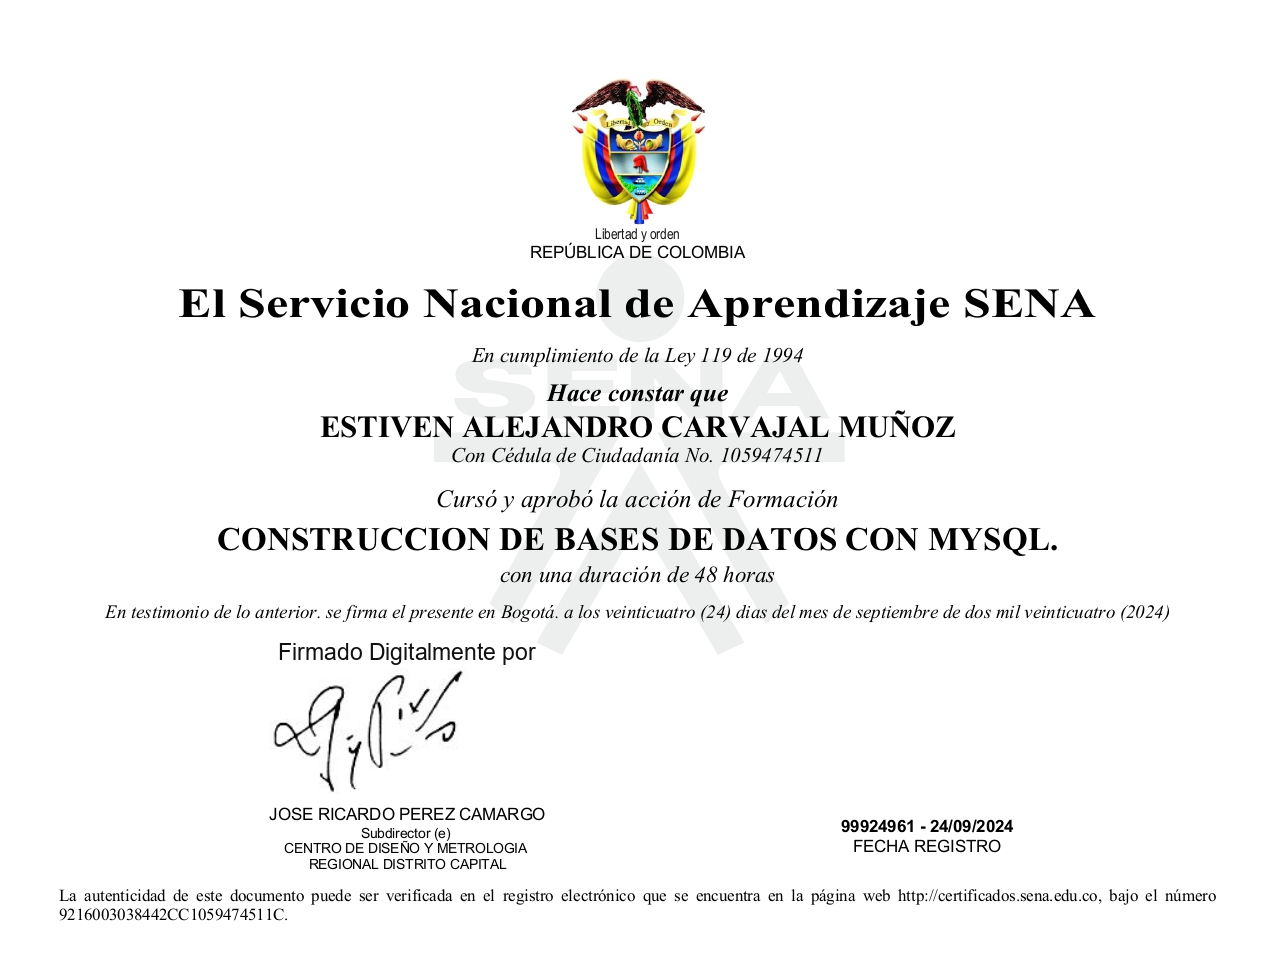 Libertad y Orden
Libertad y orden
REPÚBLICA DE COLOMBIA
SENA
El Servicio Nacional de Aprendizaje SENA
En cumplimiento de la Ley 119 de 1994
Hace constar que
ESTIVEN ALEJANDRO CARVAJAL MUÑOZ
Con Cédula de Ciudadanía No. 1059474511
Cursó y aprobó la acción de Formación
CONSTRUCCION DE BASES DE DATOS CON MYSQL.
con una duración de 48 horas
En testimonio de lo anterior. se firma el presente en Bogotá. a los veinticuatro (24) dias del mes de septiembre de dos mil veinticuatro (2024)
Firmado Digitalmente por
JOSE RICARDO PEREZ CAMARGO
Subdirector (e)
CENTRO DE DISEÑO Y METROLOGIA
REGIONAL DISTRITO CAPITAL
99924961 - 24/09/2024
FECHA REGISTRO
La autenticidad de este documento puede ser verificada en el registro electrónico que se encuentra en la página web http://certificados.sena.edu.co, bajo el número
9216003038442CC1059474511C.